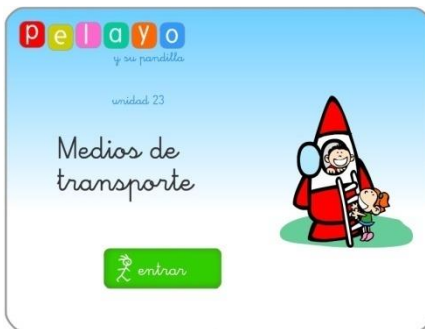 pelayo
y su pandilla
unidad 23
Medios de
transporte
entrar